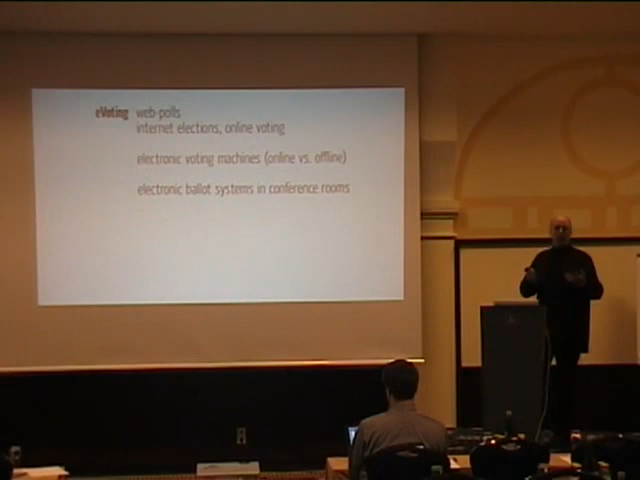 eVoting web-polls
internet elections, online voting
electronic voting machines (online vs. offline)
electronic ballot systems in conference rooms